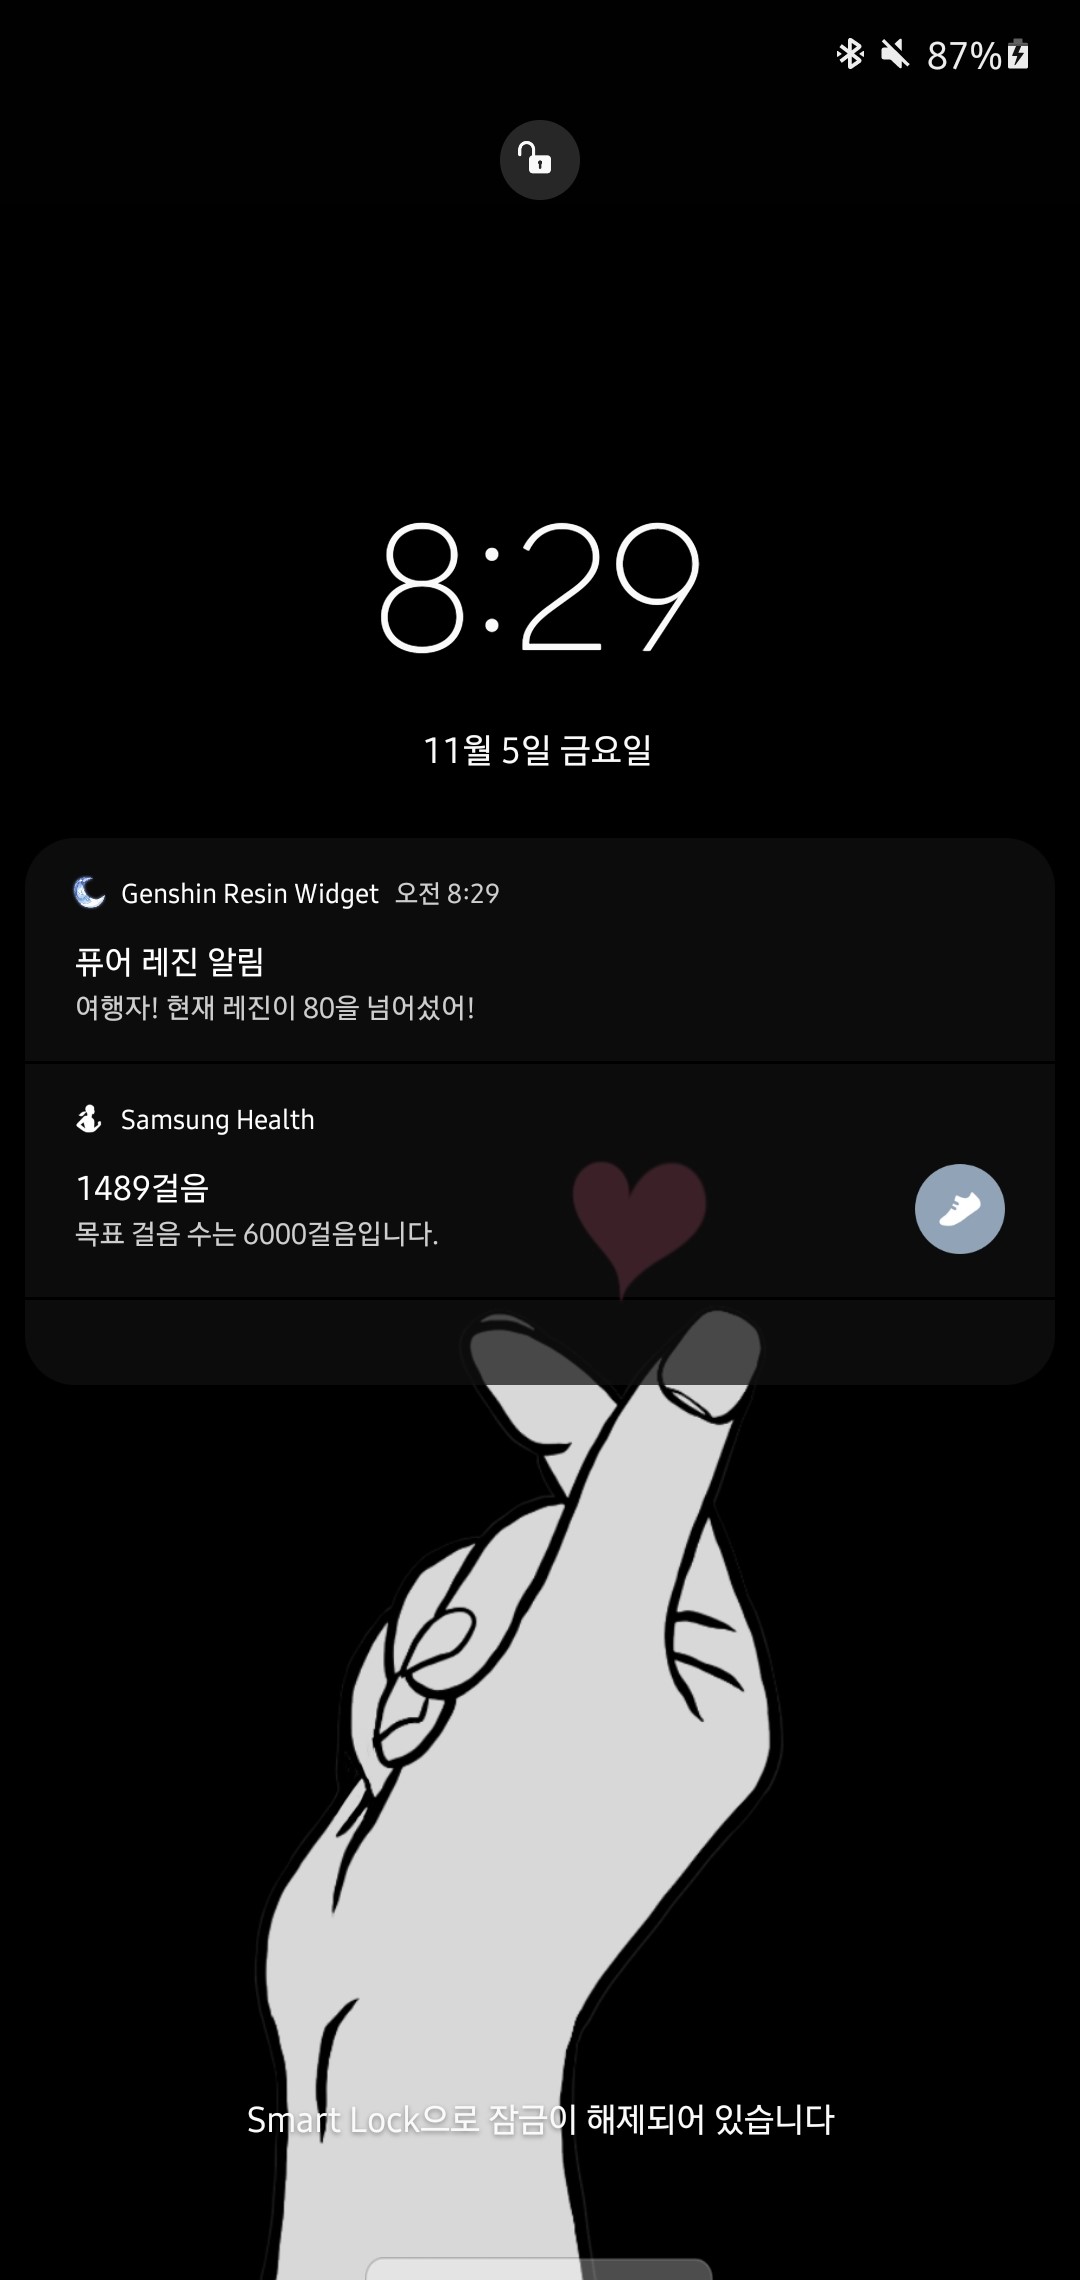 87%
8:29
11월 5일 금요일
Genshin Resin Widget 오전 8:29
퓨어 레진 알림
여행자! 현재 레진이 80을 넘어섰어!
Samsung Health
1489걸음
목표 걸음 수는 6000걸음입니다.
Smart Lock으로 잠금이 해제되어 있습니다